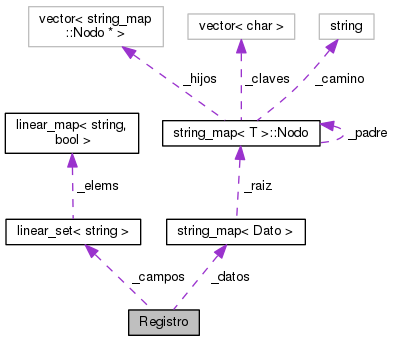 vector< string_map
::Nodo * >
vector< char >
string
_hijos
_claves
_camino
linear_map< string,
bool >
string_map< T >::Nodo
_padre
_elems
_raiz
linear_set< string >
string_map< Dato >
_campos
_datos
Registro